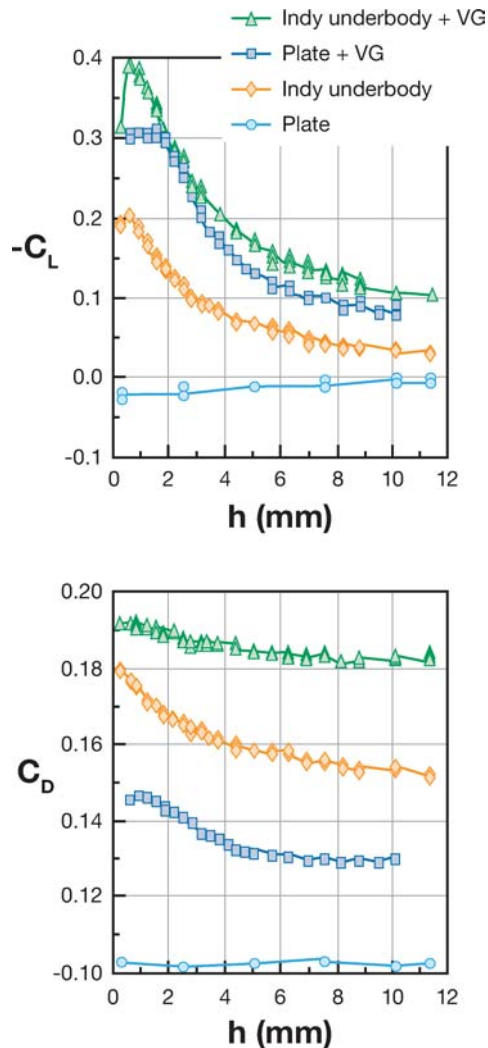 Indy underbody + VG
Plate + VG
Indy underbody
Plate
0.4
0.3
0.2
-C_L
0.1
0.0
-0.1
0 2 4 6 8 10 12
h (mm)
0.20
0.18
0.16
C_D
0.14
0.12
-0.10
0 2 4 6 8 10 12
h (mm)